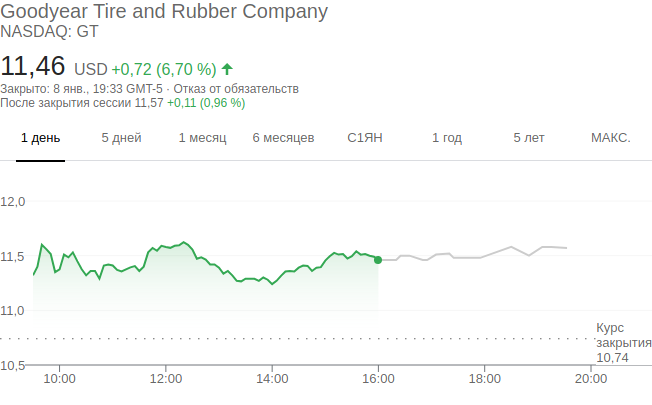 Goodyear Tire and Rubber Company
NASDAQ: GT
11,46 USD +0,72 (6,70 %)
Закрыто: 8 янв., 19:33 GMT-5 · Отказ от обязательств
После закрытия сессии 11,57 +0,11 (0,96 %)
1 день 5 дней 1 месяц 6 месяцев С1ЯН 1 год 5 лет МАКС.
12,0
11,5
11,0
Курс
закрытия
10,74
10,5
10:00 12:00 14:00 16:00 18:00 20:00